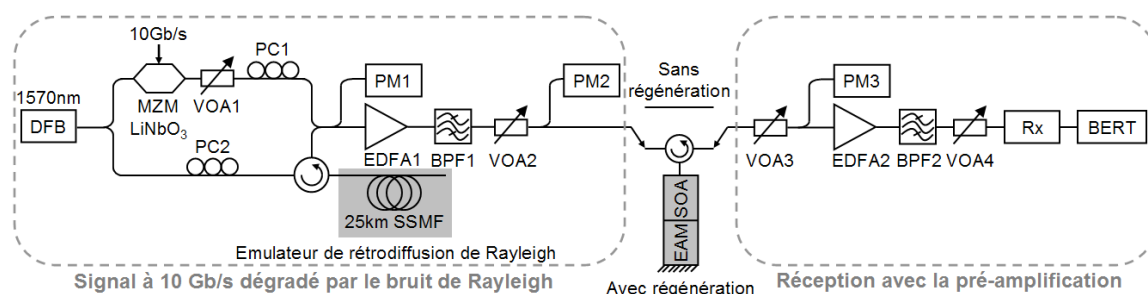 10Gb/s
1570nm
DFB
MZM
LiNbO3
VOA1
PC1
PC2
PM1
EDFA1
BPF1
VOA2
PM2
25km SSMF
Emulateur de rétrodiffusion de Rayleigh
Signal à 10 Gb/s dégradé par le bruit de Rayleigh
Sans
régénération
SOA
EAM
Avec régénération
VOA3
PM3
EDFA2
BPF2
VOA4
Rx
BERT
Réception avec la pré-amplification